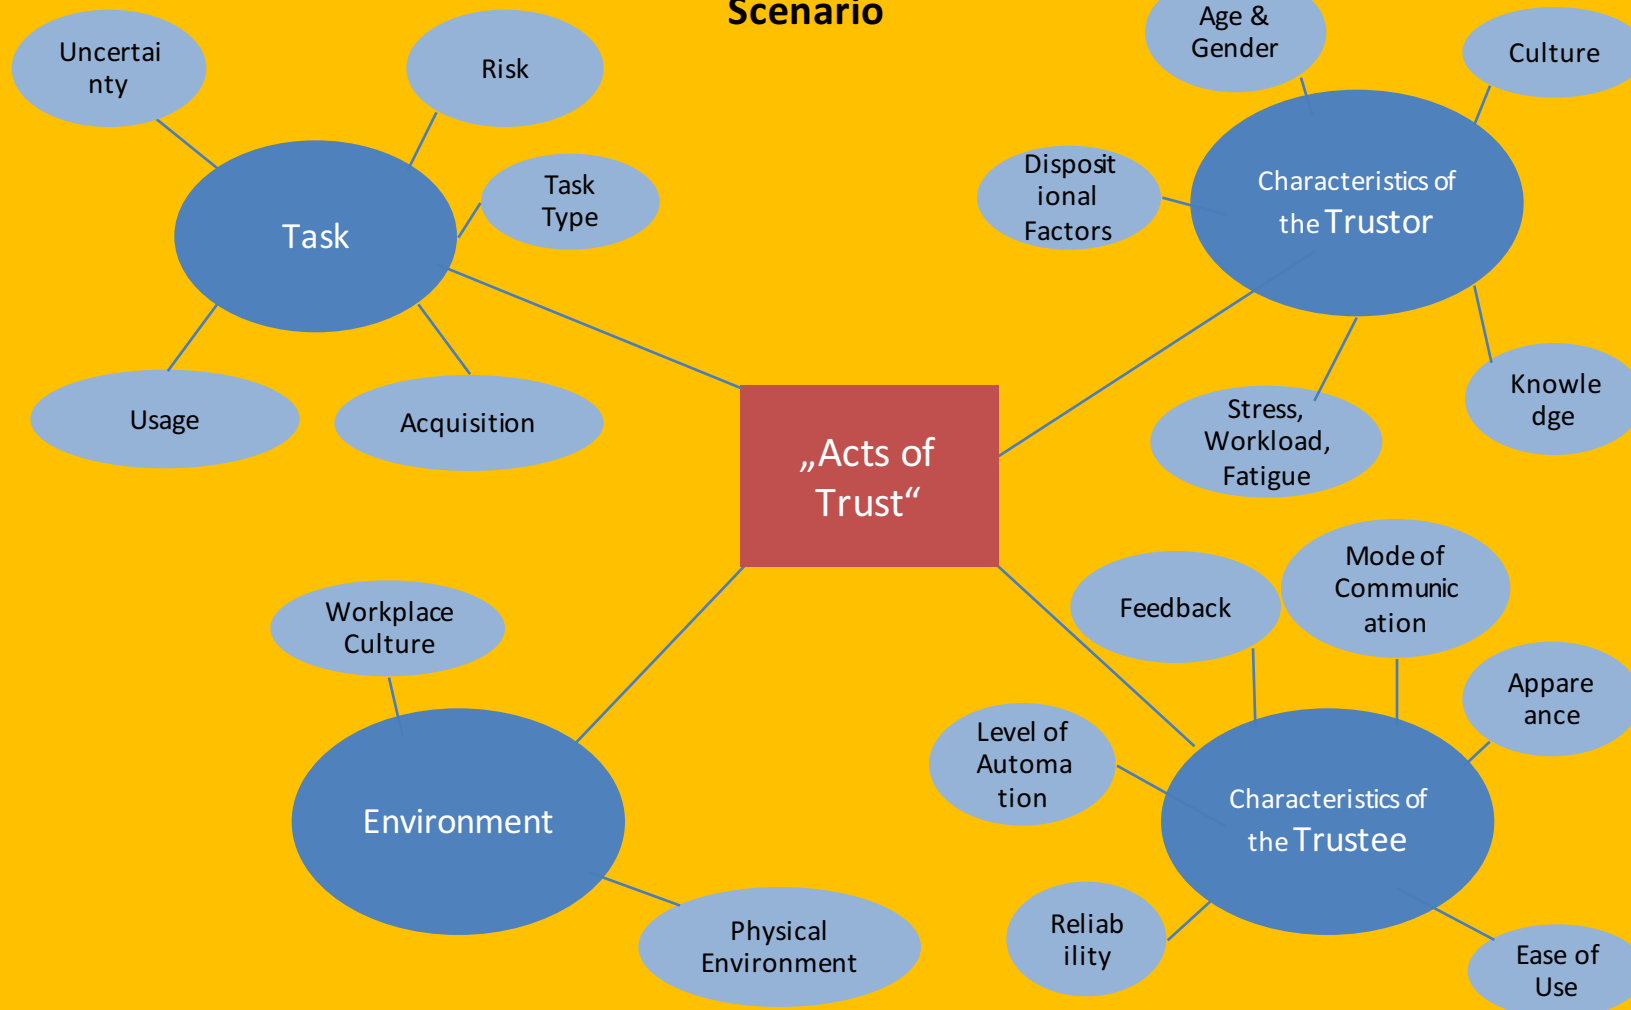 Scenario
Uncertai
nty
Risk
Task
Type
Task
Usage
Acquisition
Age &
Gender
Culture
Disposit
ional
Factors
Characteristics of
the Trustor
Knowle
dge
Stress,
Workload,
Fatigue
„Acts of
Trust“
Workplace
Culture
Environment
Physical
Environment
Feedback
Mode of
Communic
ation
Appare
ance
Level of
Automa
tion
Characteristics of
the Trustee
Reliab
ility
Ease of
Use